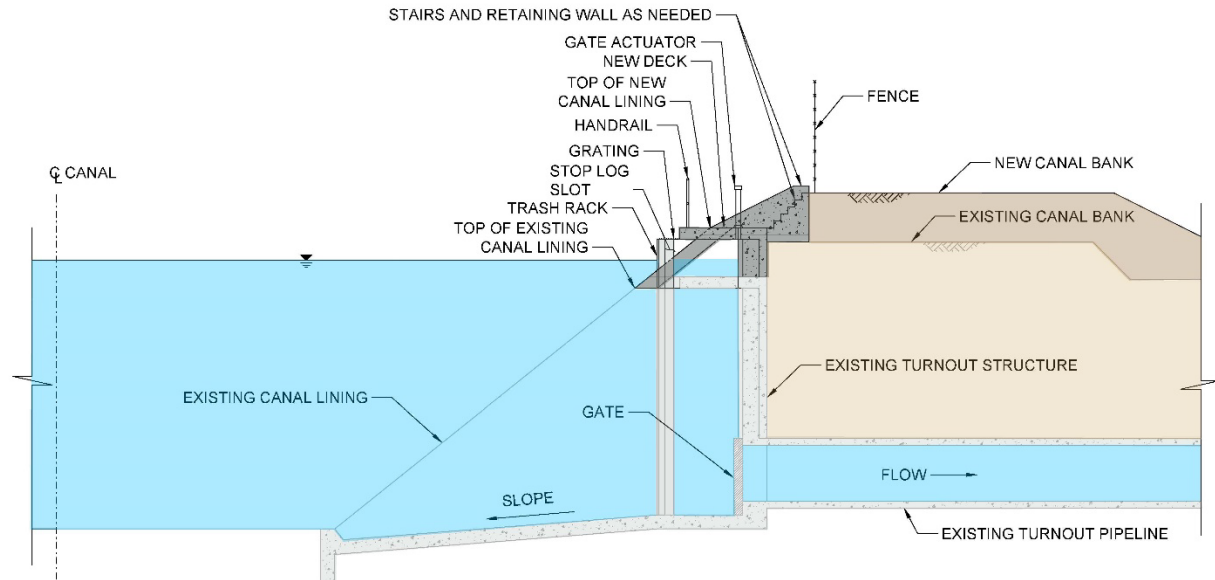 STAIRS AND RETAINING WALL AS NEEDED
GATE ACTUATOR
NEW DECK
TOP OF NEW
CANAL LINING
HANDRAIL
GRATING
STOP LOG
SLOT
TRASH RACK
TOP OF EXISTING
CANAL LINING
FENCE
℄ CANAL
NEW CANAL BANK
EXISTING CANAL BANK
EXISTING TURNOUT STRUCTURE
EXISTING CANAL LINING
GATE
FLOW
SLOPE
EXISTING TURNOUT PIPELINE